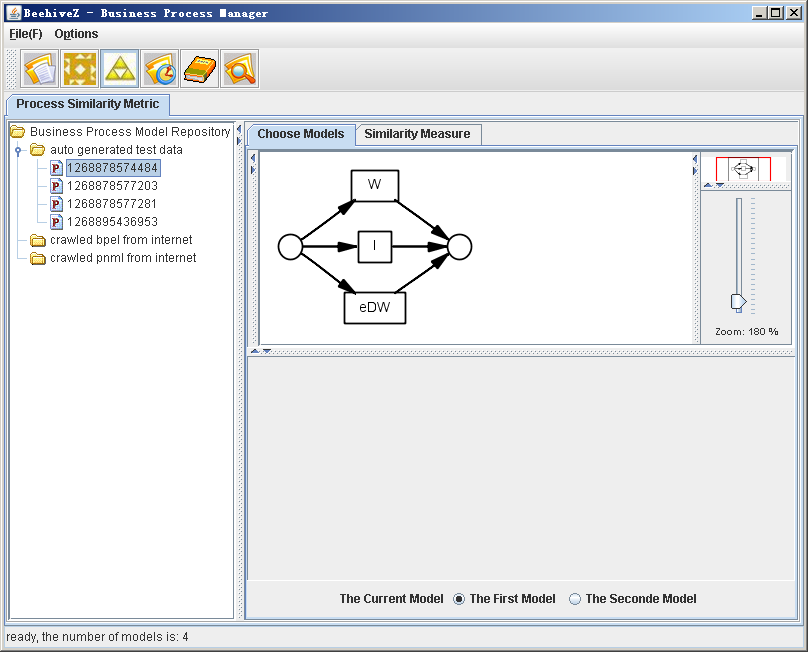 BeehiveZ - Business Process Manager
File(F) Options
Process Similarity Metric
Business Process Model Repository
auto generated test data
1268878574484
1268878577203
1268878577281
1268895436953
crawled bpel from internet
crawled pnml from internet
Choose Models Similarity Measure
W
I
eDW
Zoom: 180 %
The Current Model The First Model The Seconde Model
ready, the number of models is: 4